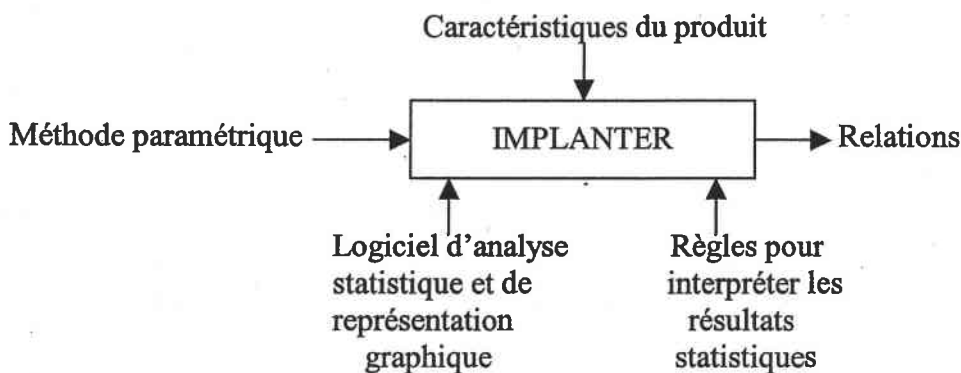 Caractéristiques du produit
Méthode paramétrique
IMPLANTER
Relations
Logiciel d'analyse
statistique et de
représentation
graphique
Règles pour
interpréter les
résultats
statistiques